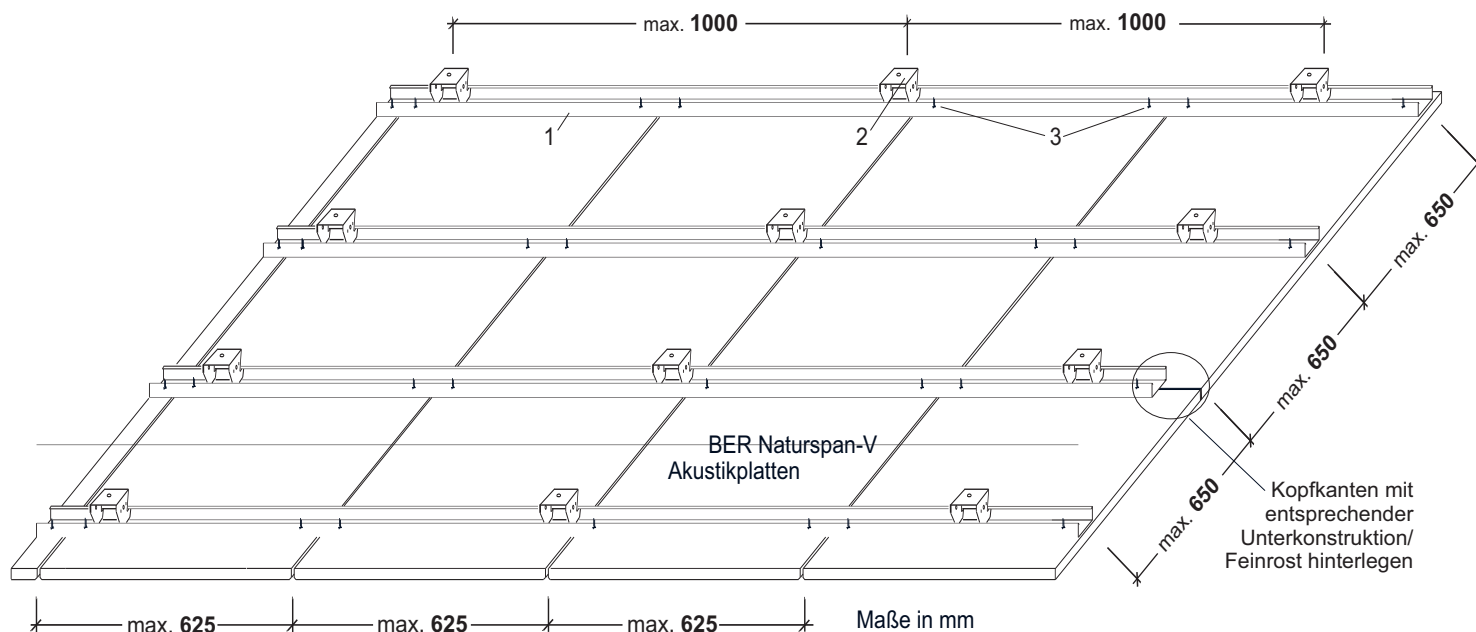 max. 1000
max. 1000
1
2
3
max. 650
max. 650
max. 650
BER Naturspan-V
Akustikplatten
Kopfkanten mit
entsprechender
Unterkonstruktion/
Feinrost hinterlegen
max. 625
max. 625
max. 625
Maße in mm